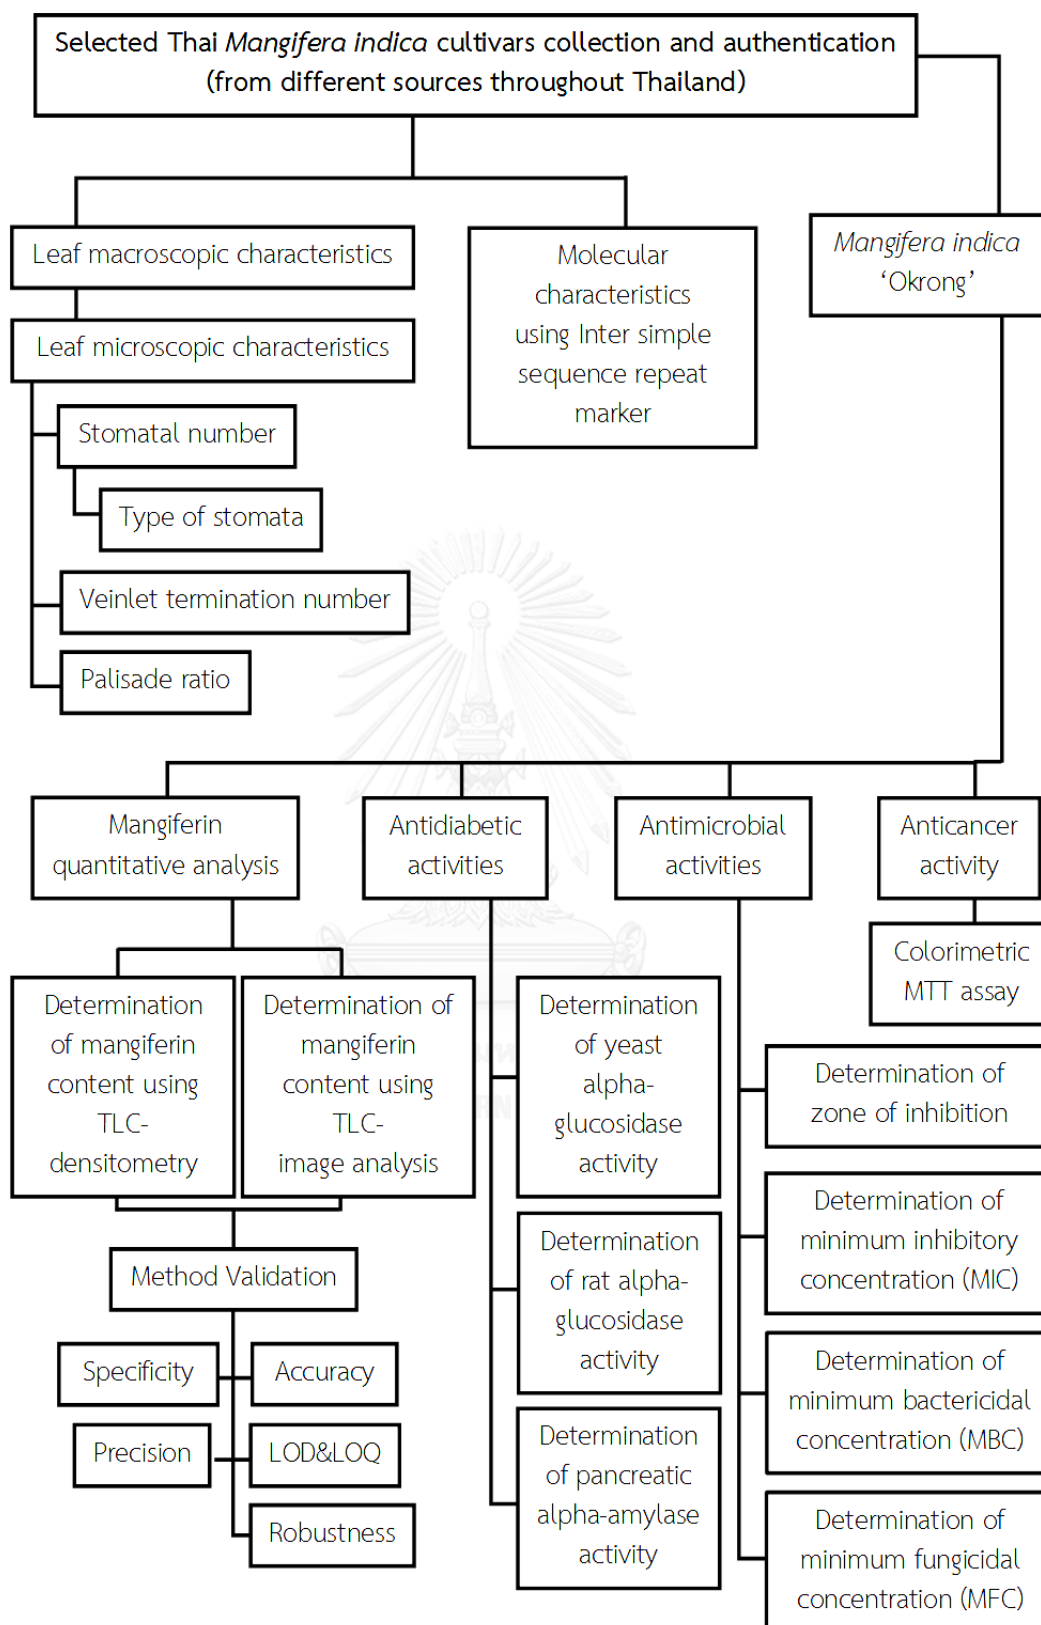 Selected Thai Mangifera indica cultivars collection and authentication
(from different sources throughout Thailand)
Leaf macroscopic characteristics
Leaf microscopic characteristics
Stomatal number
Type of stomata
Veinlet termination number
Palisade ratio
Molecular
characteristics
using Inter simple
sequence repeat
marker
Mangifera indica
‘Okrong’
Mangiferin
quantitative analysis
Determination
of mangiferin
content using
TLC-
densitometry
Determination of
mangiferin
content using
TLC-
image analysis
Method Validation
Specificity
Accuracy
Precision
LOD&LOQ
Robustness
Antidiabetic
activities
Determination
of yeast
alpha-
glucosidase
activity
Determination
of rat alpha-
glucosidase
activity
Determination
of pancreatic
alpha-amylase
activity
Antimicrobial
activities
Determination of
zone of inhibition
Determination of
minimum inhibitory
concentration (MIC)
Determination of
minimum bactericidal
concentration (MBC)
Determination of
minimum fungicidal
concentration (MFC)
Anticancer
activity
Colorimetric
MTT assay